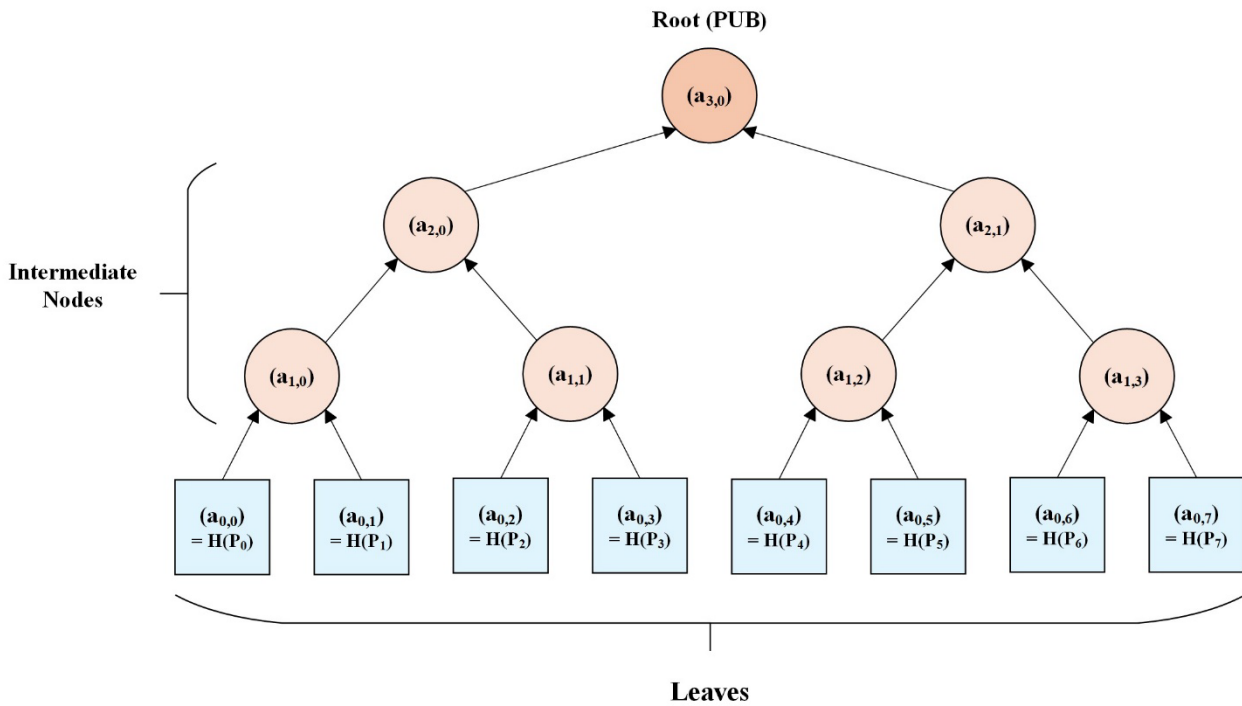 Root (PUB)
(a₃,₀)
(a₂,₀)
(a₂,₁)
Intermediate
Nodes
(a₁,₀)
(a₁,₁)
(a₁,₂)
(a₁,₃)
(a₀,₀)
= H(P₀)
(a₀,₁)
= H(P₁)
(a₀,₂)
= H(P₂)
(a₀,₃)
= H(P₃)
(a₀,₄)
= H(P₄)
(a₀,₅)
= H(P₅)
(a₀,₆)
= H(P₆)
(a₀,₇)
= H(P₇)
Leaves